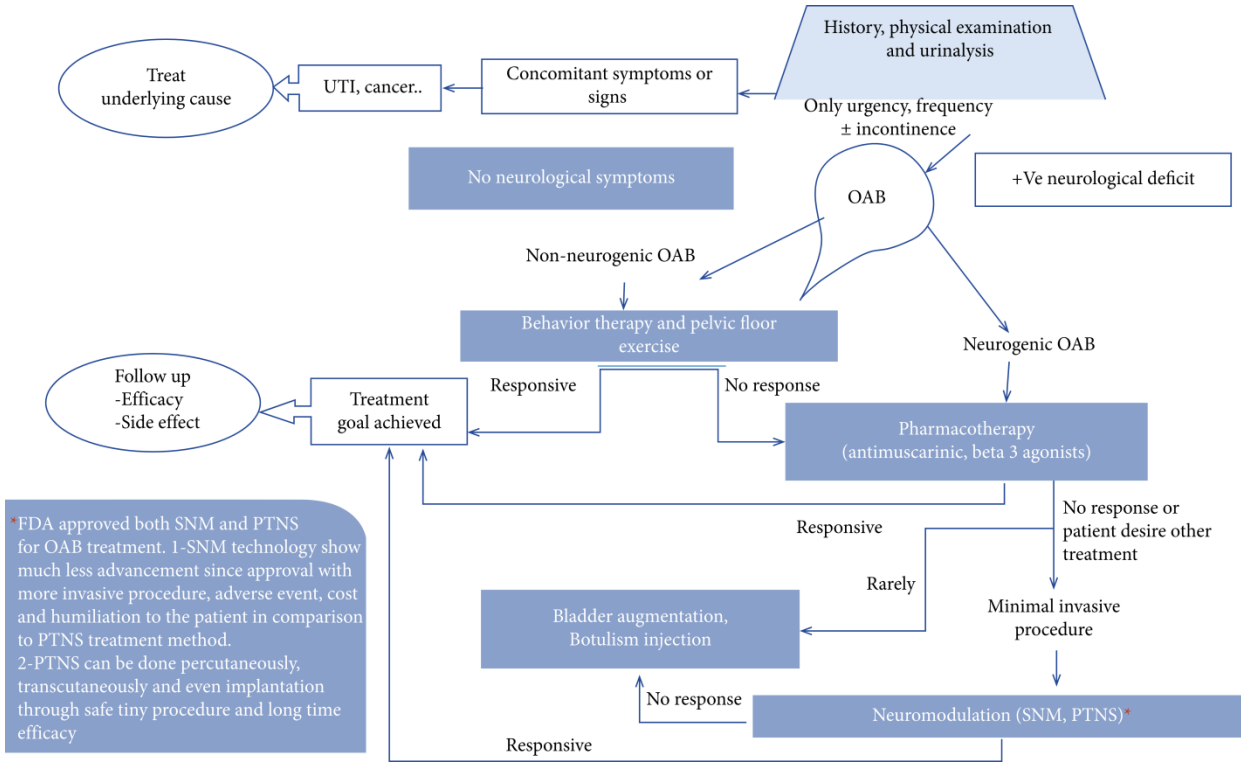 History, physical examination
and urinalysis
Concomitant symptoms or
signs
UTI, cancer..
Treat
underlying cause
Only urgency, frequency
± incontinence
No neurological symptoms
+Ve neurological deficit
OAB
Non-neurogenic OAB
Behavior therapy and pelvic floor
exercise
Neurogenic OAB
Responsive
No response
Treatment
goal achieved
Follow up
-Efficacy
-Side effect
Pharmacotherapy
(antimuscarinic, beta 3 agonists)
Responsive
No response or
patient desire other
treatment
Rarely
Minimal invasive
procedure
Bladder augmentation,
Botulism injection
No response
Neuromodulation (SNM, PTNS)*
Responsive
*FDA approved both SNM and PTNS
for OAB treatment. 1-SNM technology show
much less advancement since approval with
more invasive procedure, adverse event, cost
and humiliation to the patient in comparison
to PTNS treatment method.
2-PTNS can be done percutaneously,
transcutaneously and even implantation
through safe tiny procedure and long time
efficacy